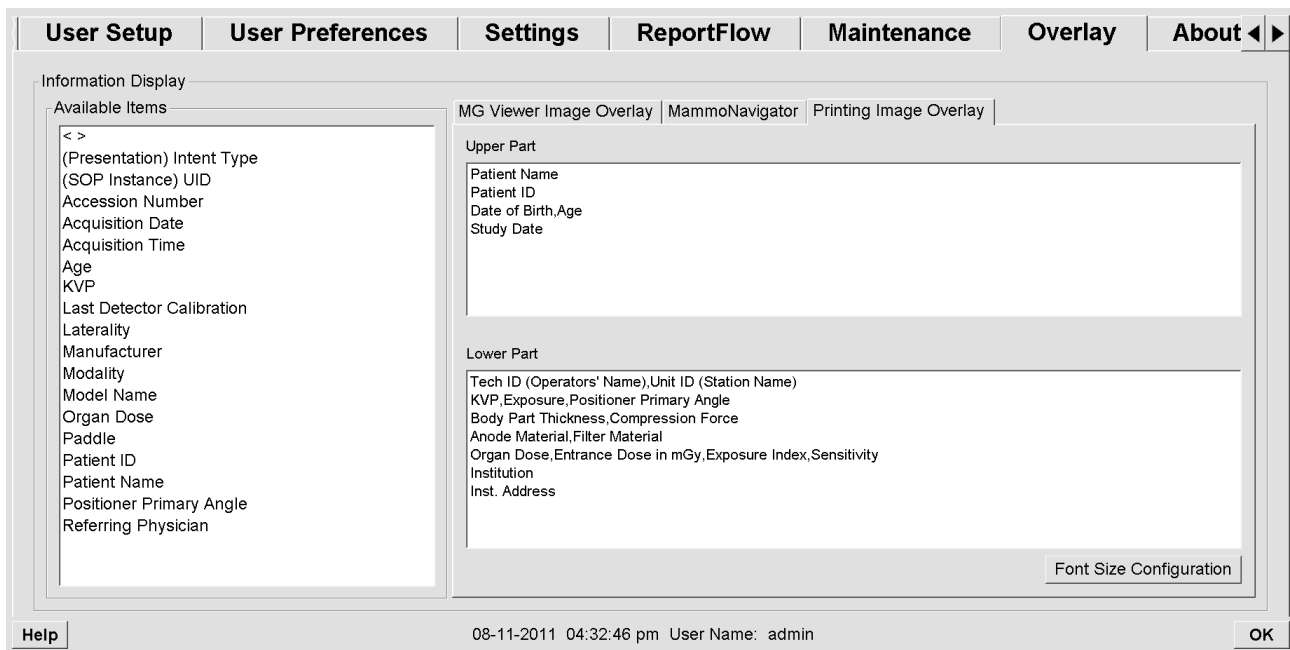 User Setup
User Preferences
Settings
ReportFlow
Maintenance
Overlay
About
Information Display
Available Items
< >
(Presentation) Intent Type
(SOP Instance) UID
Accession Number
Acquisition Date
Acquisition Time
Age
KVP
Last Detector Calibration
Laterality
Manufacturer
Modality
Model Name
Organ Dose
Paddle
Patient ID
Patient Name
Positioner Primary Angle
Referring Physician
MG Viewer Image Overlay
MammoNavigator
Printing Image Overlay
Upper Part
Patient Name
Patient ID
Date of Birth,Age
Study Date
Lower Part
Tech ID (Operators' Name),Unit ID (Station Name)
KVP,Exposure,Positioner Primary Angle
Body Part Thickness,Compression Force
Anode Material,Filter Material
Organ Dose,Entrance Dose in mGy,Exposure Index,Sensitivity
Institution
Inst. Address
Font Size Configuration
Help
08-11-2011 04:32:46 pm User Name: admin
OK